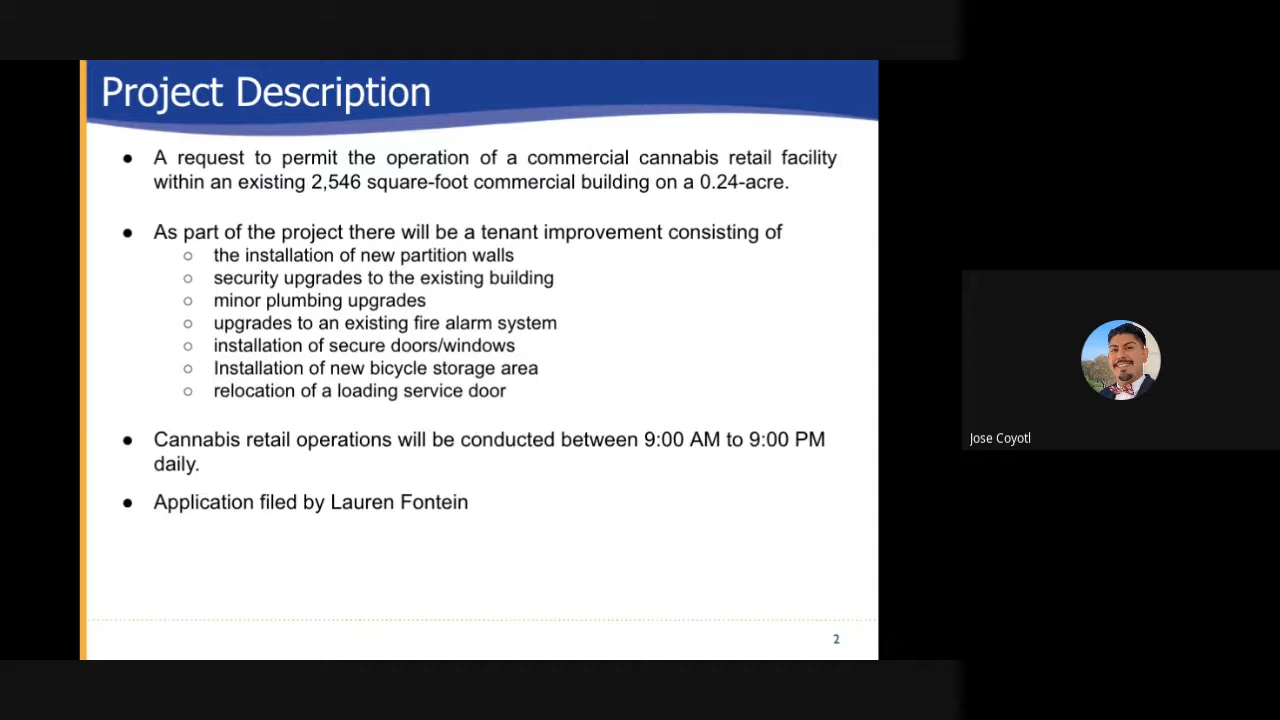 Project Description
● A request to permit the operation of a commercial cannabis retail facility
within an existing 2,546 square-foot commercial building on a 0.24-acre.
● As part of the project there will be a tenant improvement consisting of
○ the installation of new partition walls
○ security upgrades to the existing building
○ minor plumbing upgrades
○ upgrades to an existing fire alarm system
○ installation of secure doors/windows
○ Installation of new bicycle storage area
○ relocation of a loading service door
● Cannabis retail operations will be conducted between 9:00 AM to 9:00 PM
daily.
● Application filed by Lauren Fontein
2
Jose Coyotl